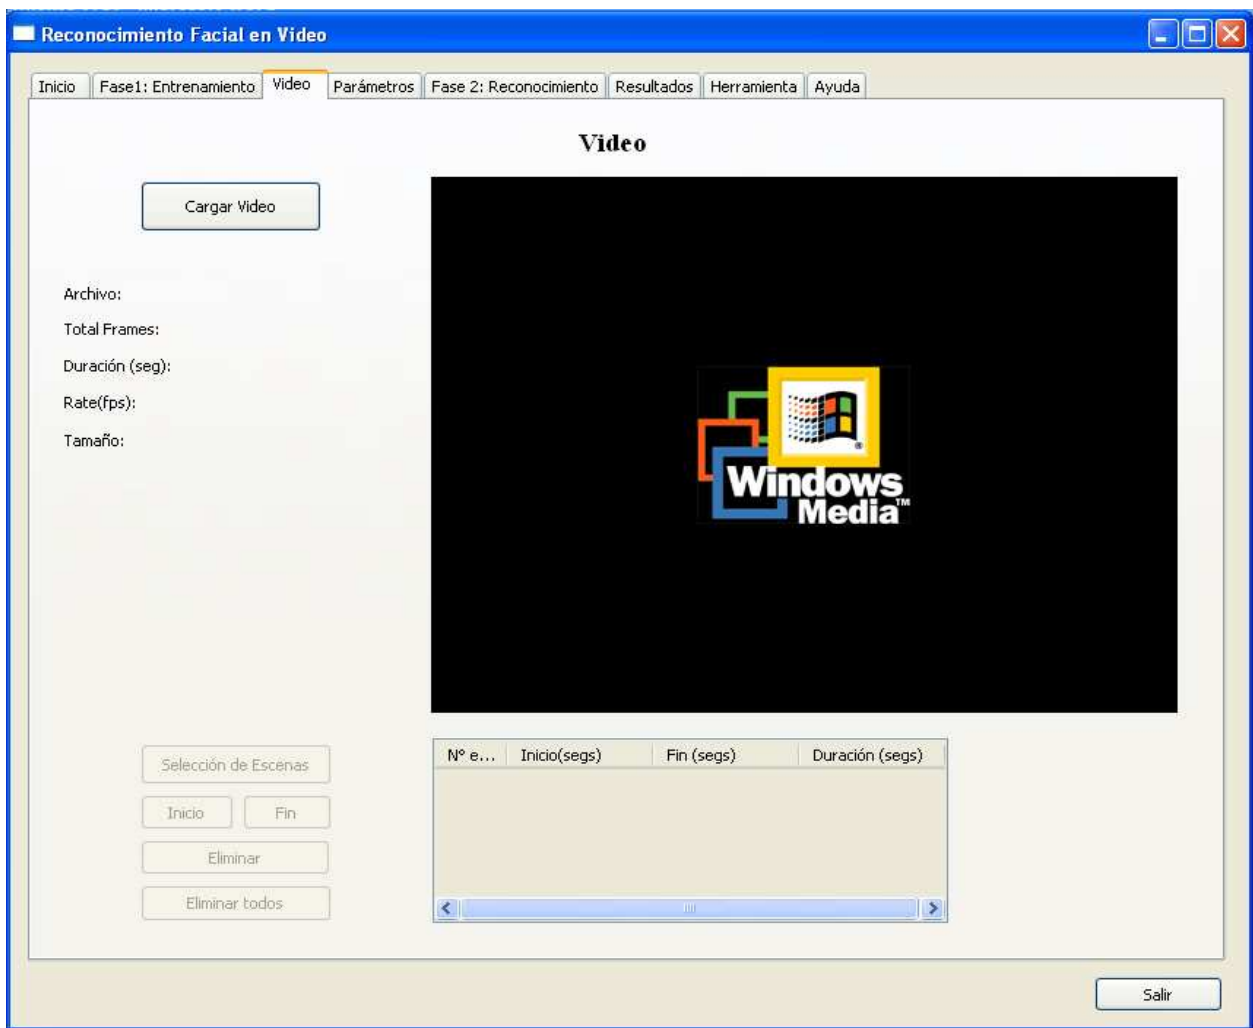 Reconocimiento Facial en Video
Inicio Fase1: Entrenamiento Video Parámetros Fase 2: Reconocimiento Resultados Herramienta Ayuda
Video
Cargar Video
Archivo:
Total Frames:
Duración (seg):
Rate(fps):
Tamaño:
Windows
Media™
®
Selección de Escenas
Inicio Fin
Eliminar
Eliminar todos
N° e... Inicio(segs) Fin (segs) Duración (segs)
Salir